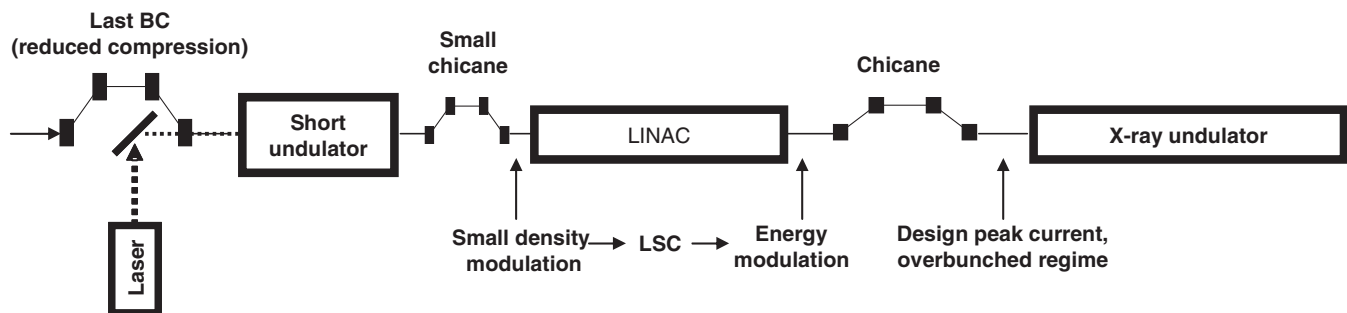 Last BC
(reduced compression)
Small
chicane
Chicane
Short
undulator
LINAC
X-ray undulator
Laser
Small density
modulation
LSC
Energy
modulation
Design peak current,
overbunched regime